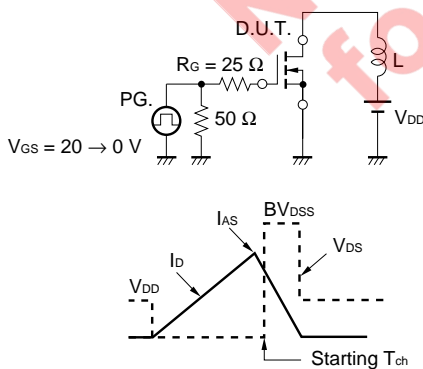 D.U.T.
RG = 25 Ω
L
PG.
50 Ω
VDD
VGS = 20 → 0 V
BVDSS
IAS
ID
VDS
VDD
Starting Tch